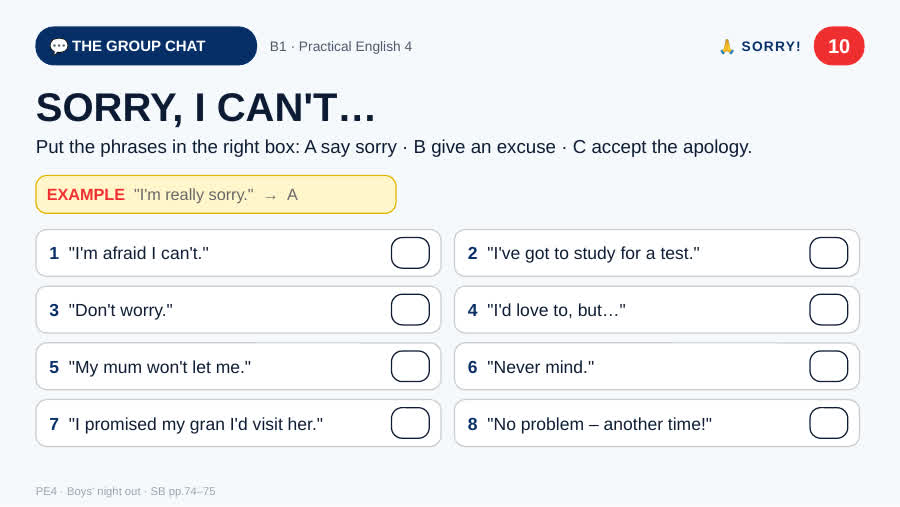 💬 THE GROUP CHAT
B1 · Practical English 4
🙏 SORRY!
10
SORRY, I CAN'T…
Put the phrases in the right box: A say sorry · B give an excuse · C accept the apology.
EXAMPLE "I'm really sorry." → A
1 "I'm afraid I can't."
2 "I've got to study for a test."
3 "Don't worry."
4 "I'd love to, but…"
5 "My mum won't let me."
6 "Never mind."
7 "I promised my gran I'd visit her."
8 "No problem – another time!"
PE4 · Boys' night out · SB pp.74–75